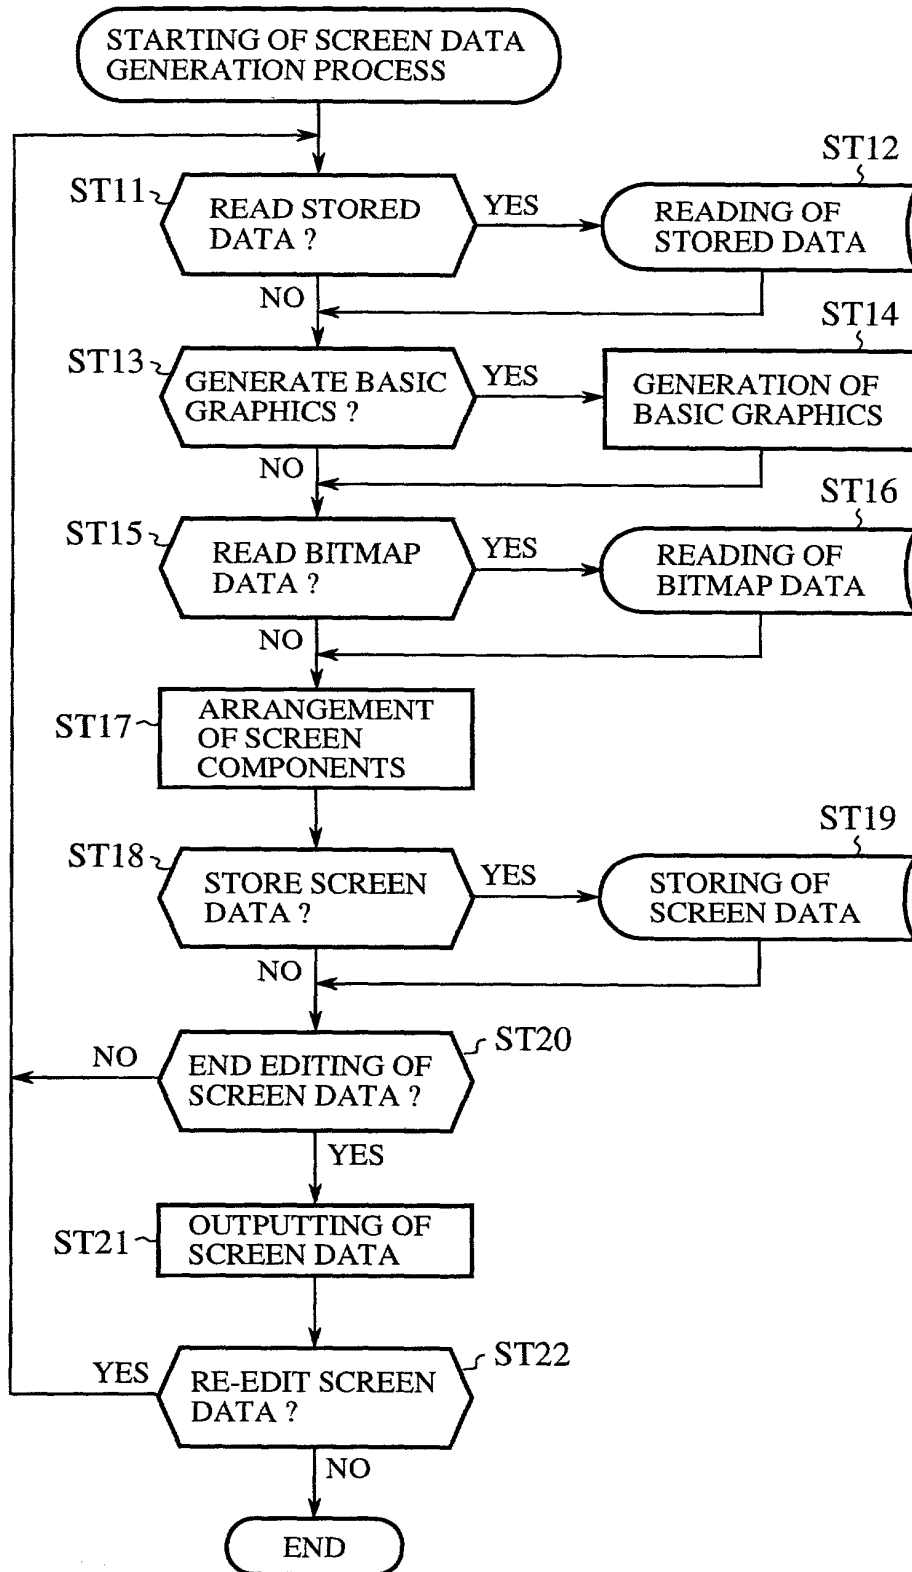 STARTING OF SCREEN DATA
GENERATION PROCESS
ST11
READ STORED
DATA ?
YES
NO
ST12
READING OF
STORED DATA
ST13
GENERATE BASIC
GRAPHICS ?
YES
NO
ST14
GENERATION OF
BASIC GRAPHICS
ST15
READ BITMAP
DATA ?
YES
NO
ST16
READING OF
BITMAP DATA
ST17
ARRANGEMENT
OF SCREEN
COMPONENTS
ST18
STORE SCREEN
DATA ?
YES
NO
ST19
STORING OF
SCREEN DATA
ST20
END EDITING OF
SCREEN DATA ?
NO
YES
ST21
OUTPUTTING OF
SCREEN DATA
ST22
RE-EDIT SCREEN
DATA ?
YES
NO
END